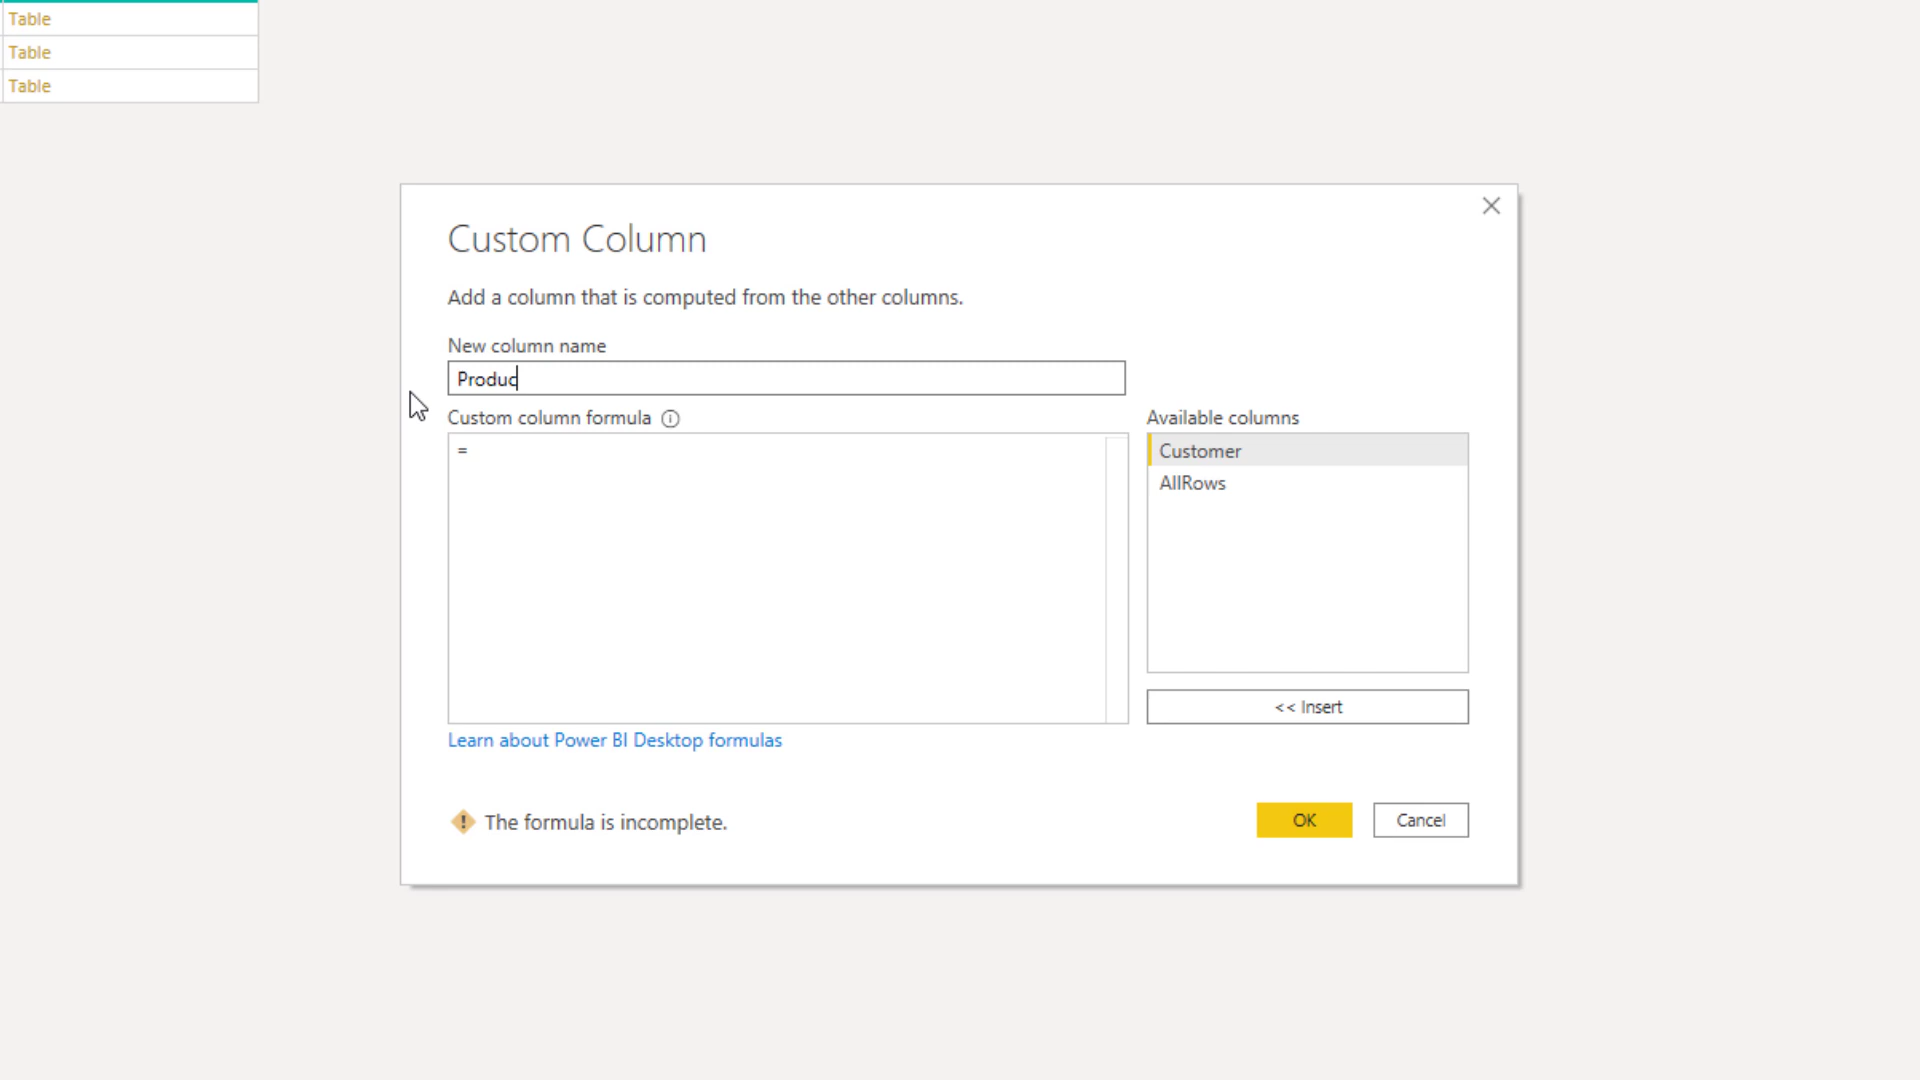 Table
Table
Table
Custom Column
Add a column that is computed from the other columns.
New column name
Produc
Custom column formula
=
Available columns
Customer
AllRows
<< Insert
Learn about Power BI Desktop formulas
The formula is incomplete.
OK
Cancel